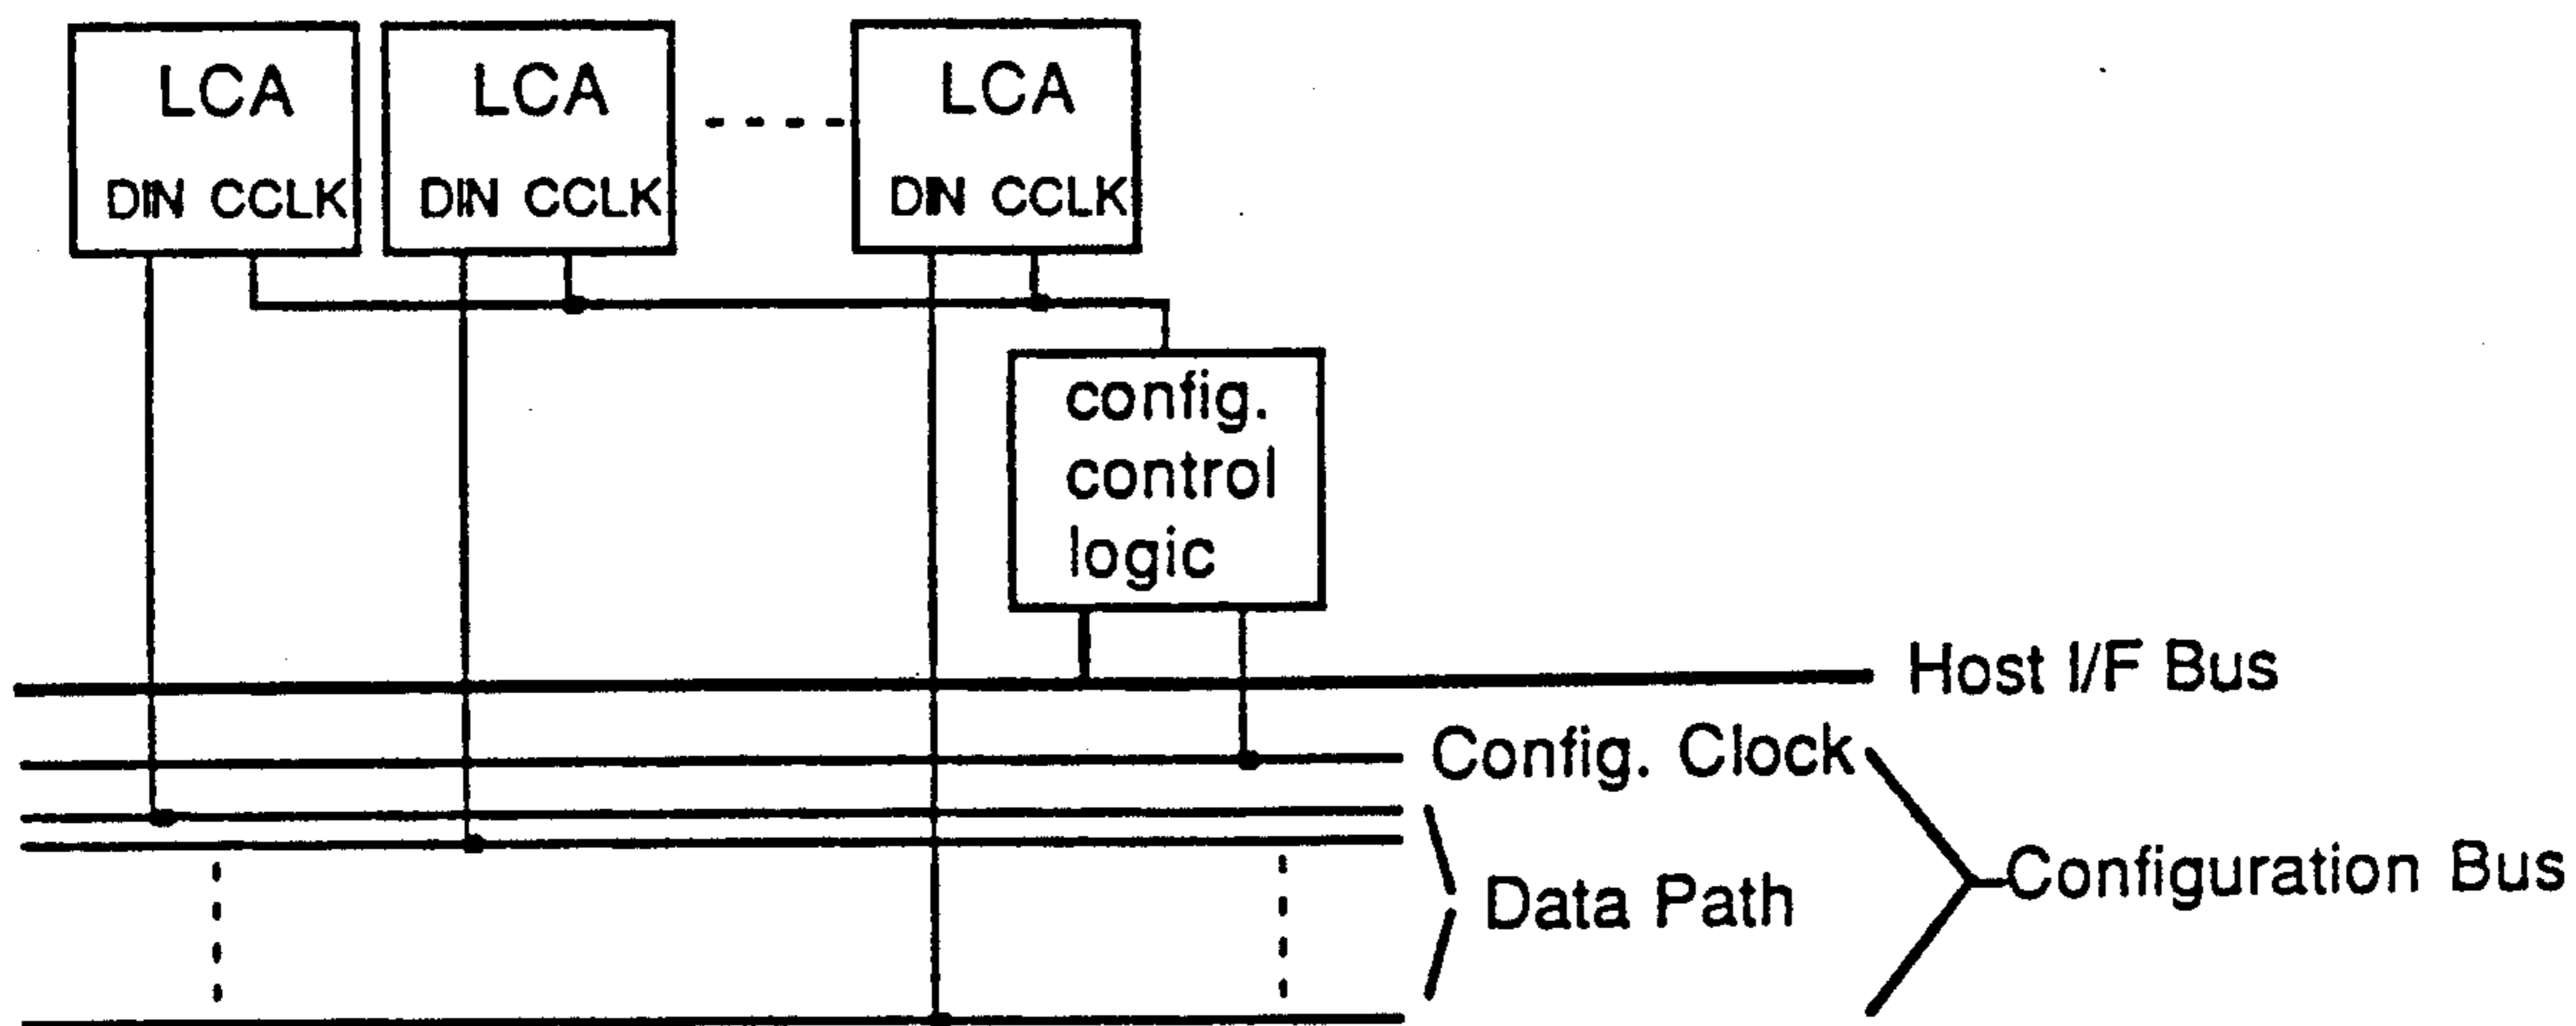 LCA
DIN CCLK
LCA
DIN CCLK
LCA
DIN CCLK
config.
control
logic
Host I/F Bus
Config. Clock
Data Path
Configuration Bus